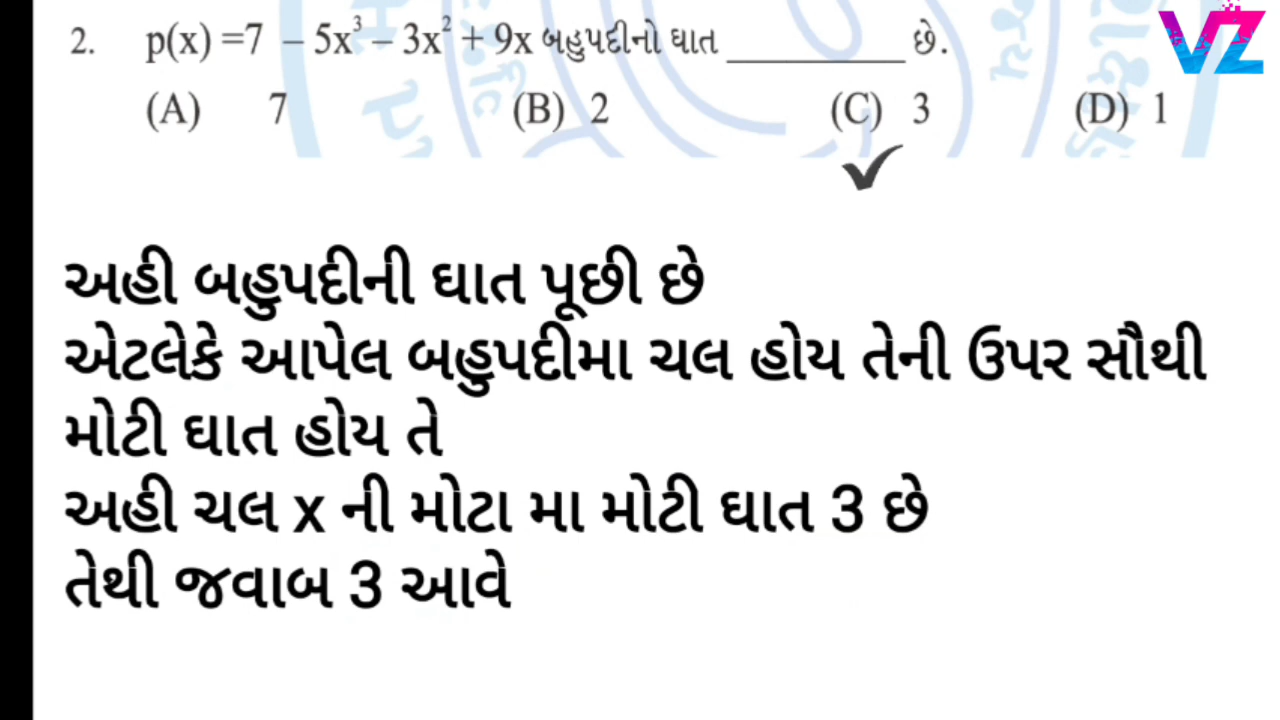 2. p(x) =7 – 5x³ – 3x² + 9x બહુપદીનો ઘાત __________ છે.
(A) 7 (B) 2 (C) 3 (D) 1
અહી બહુપદીની ઘાત પૂછી છે
એટલેકે આપેલ બહુપદીમા ચલ હોય તેની ઉપર સૌથી
મોટી ઘાત હોય તે
અહી ચલ x ની મોટા મા મોટી ઘાત 3 છે
તેથી જવાબ 3 આવે
VZ